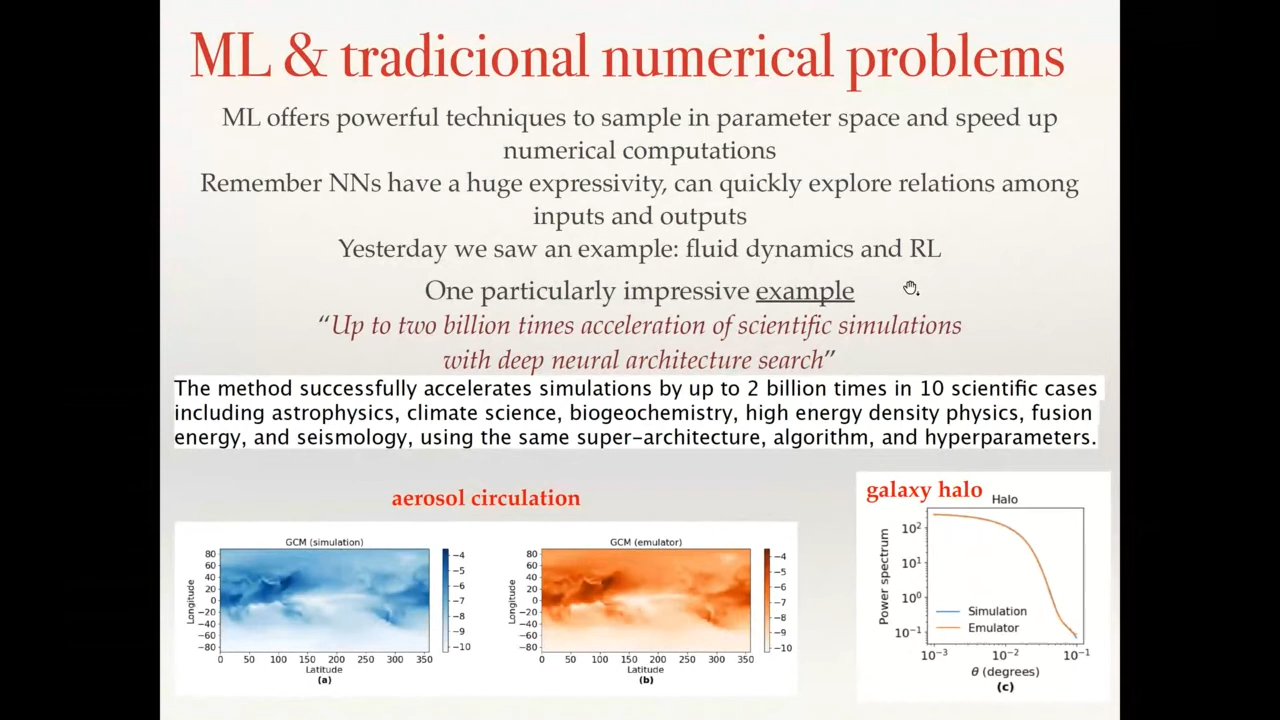 ML & tradicional numerical problems
ML offers powerful techniques to sample in parameter space and speed up
numerical computations
Remember NNs have a huge expressivity, can quickly explore relations among
inputs and outputs
Yesterday we saw an example: fluid dynamics and RL
One particularly impressive example
“Up to two billion times acceleration of scientific simulations
with deep neural architecture search”
The method successfully accelerates simulations by up to 2 billion times in 10 scientific cases
including astrophysics, climate science, biogeochemistry, high energy density physics, fusion
energy, and seismology, using the same super-architecture, algorithm, and hyperparameters.
aerosol circulation
GCM (simulation)
Longitude
80
60
40
20
0
−20
−40
−60
−80
0 50 100 150 200 250 300 350
Latitude
(a)
−4
−5
−6
−7
−8
−9
−10
GCM (emulator)
Longitude
80
60
40
20
0
−20
−40
−60
−80
0 50 100 150 200 250 300 350
Latitude
(b)
−4
−5
−6
−7
−8
−9
−10
galaxy halo
Halo
Power spectrum
10²
10¹
10⁰
10⁻¹
Simulation
Emulator
10⁻³ 10⁻² 10⁻¹
θ (degrees)
(c)